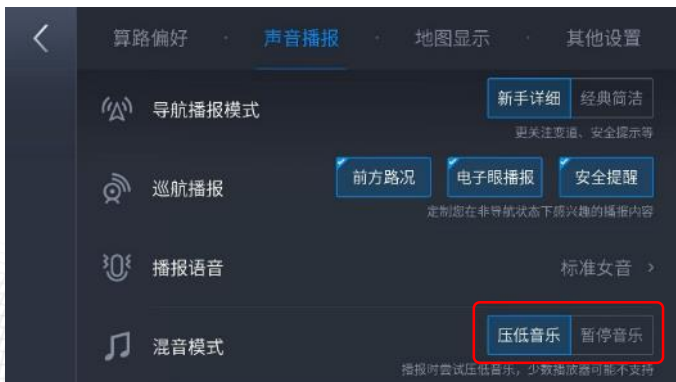 算路偏好 · 声音播报 · 地图显示 · 其他设置
导航播报模式 新手详细 经典简洁
更关注变道、安全提示等
巡航播报 前方路况 电子眼播报 安全提醒
定制您在非导航状态下感兴趣的播报内容
播报语音 标准女音
混音模式 压低音乐 暂停音乐
播报时尝试压低音乐，少数播放器可能不支持